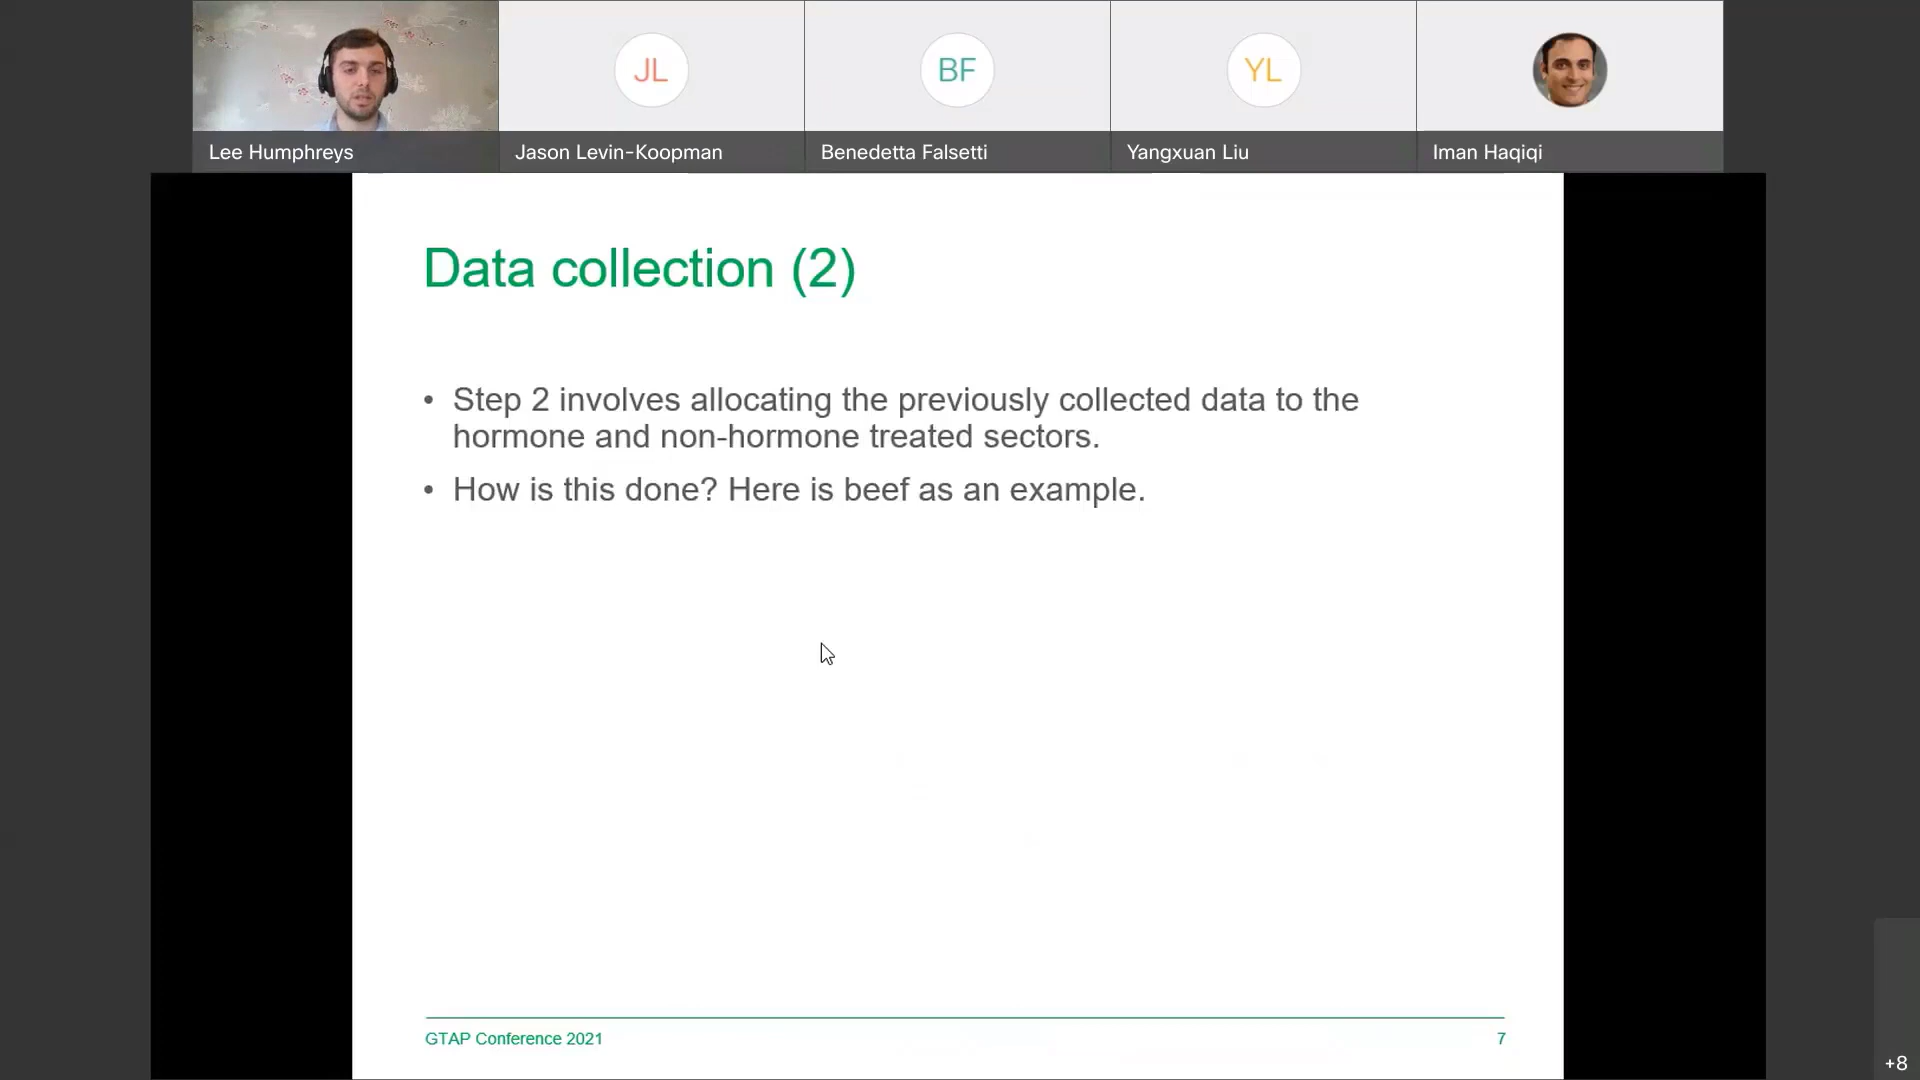 JL
BF
YL
Lee Humphreys
Jason Levin-Koopman
Benedetta Falsetti
Yangxuan Liu
Iman Haqiqi
Data collection (2)
• Step 2 involves allocating the previously collected data to the
hormone and non-hormone treated sectors.
• How is this done? Here is beef as an example.
GTAP Conference 2021
7
+8